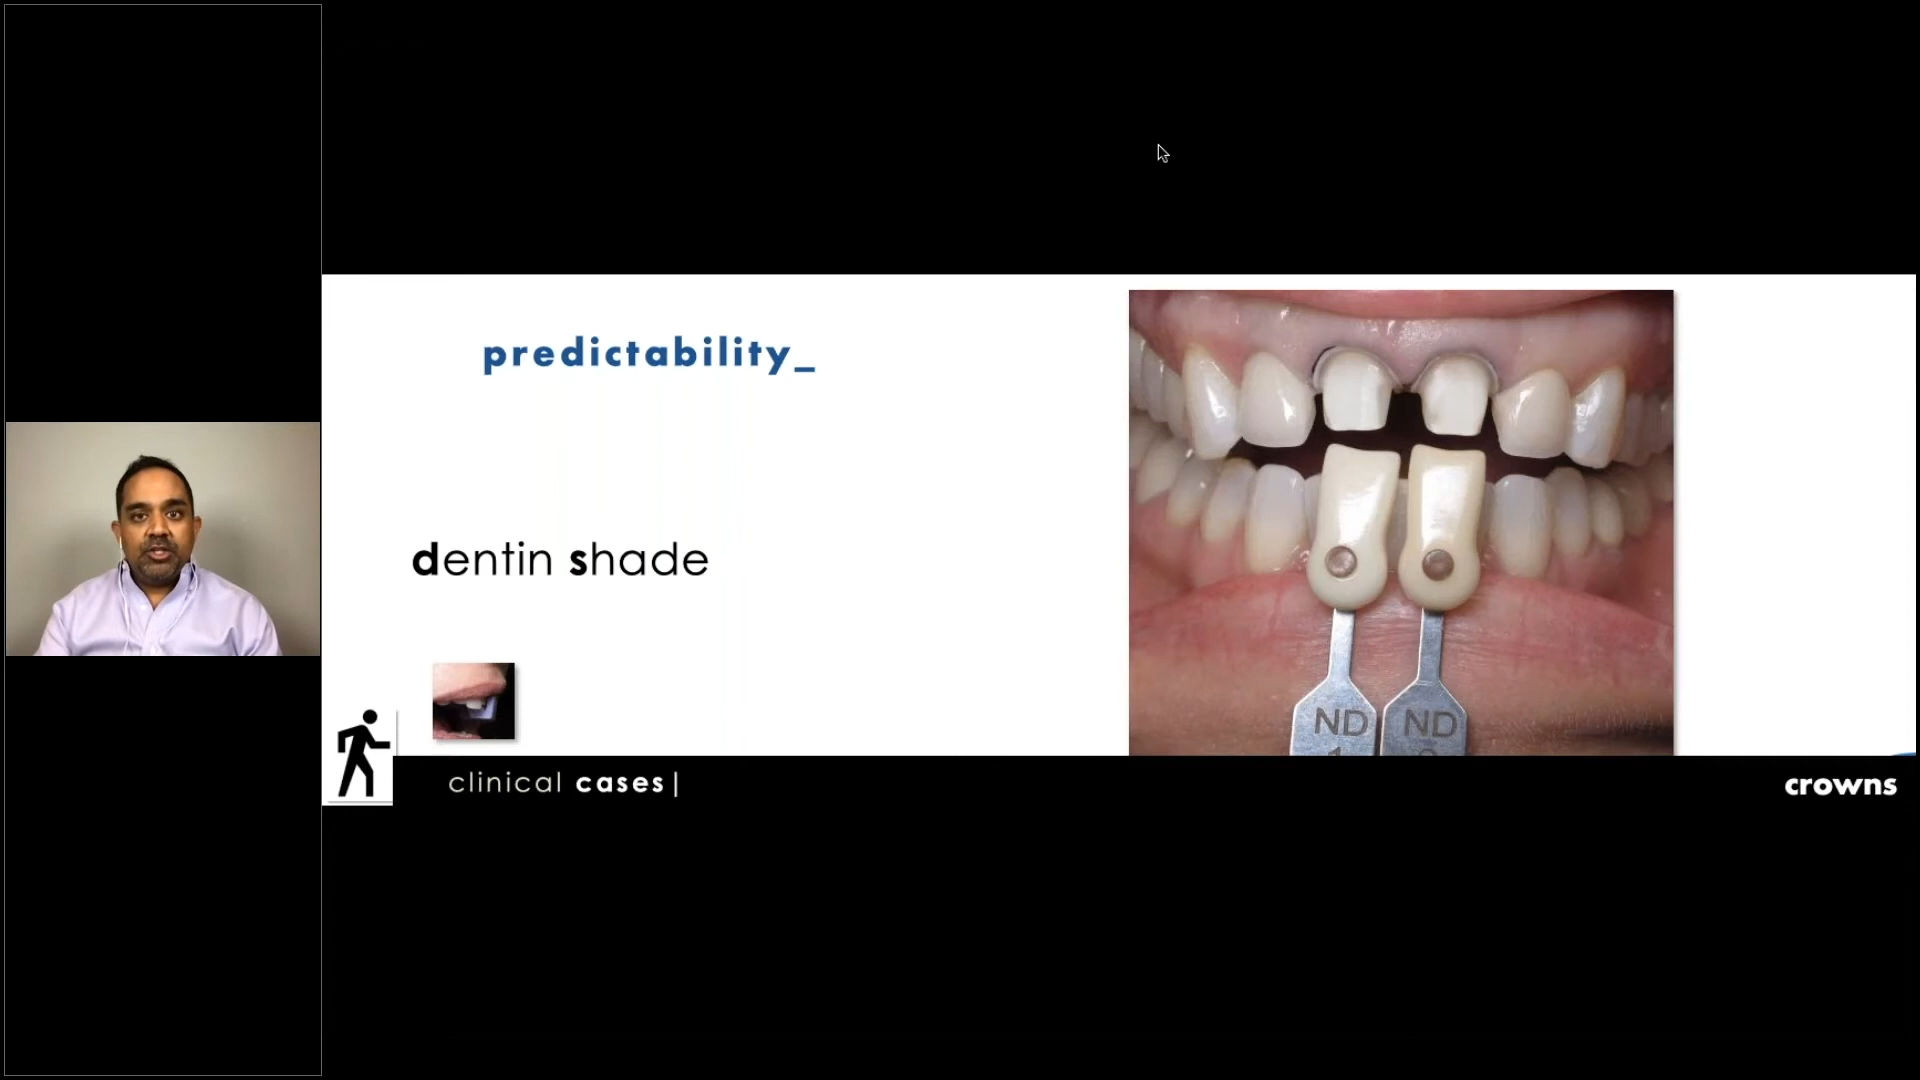 predictability_
dentin shade
ND
ND
clinical cases|
crowns